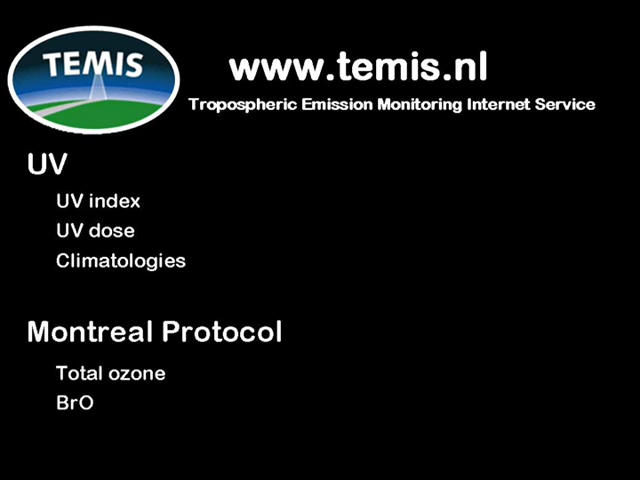 TEMIS
www.temis.nl
Tropospheric Emission Monitoring Internet Service
UV
UV index
UV dose
Climatologies
Montreal Protocol
Total ozone
BrO